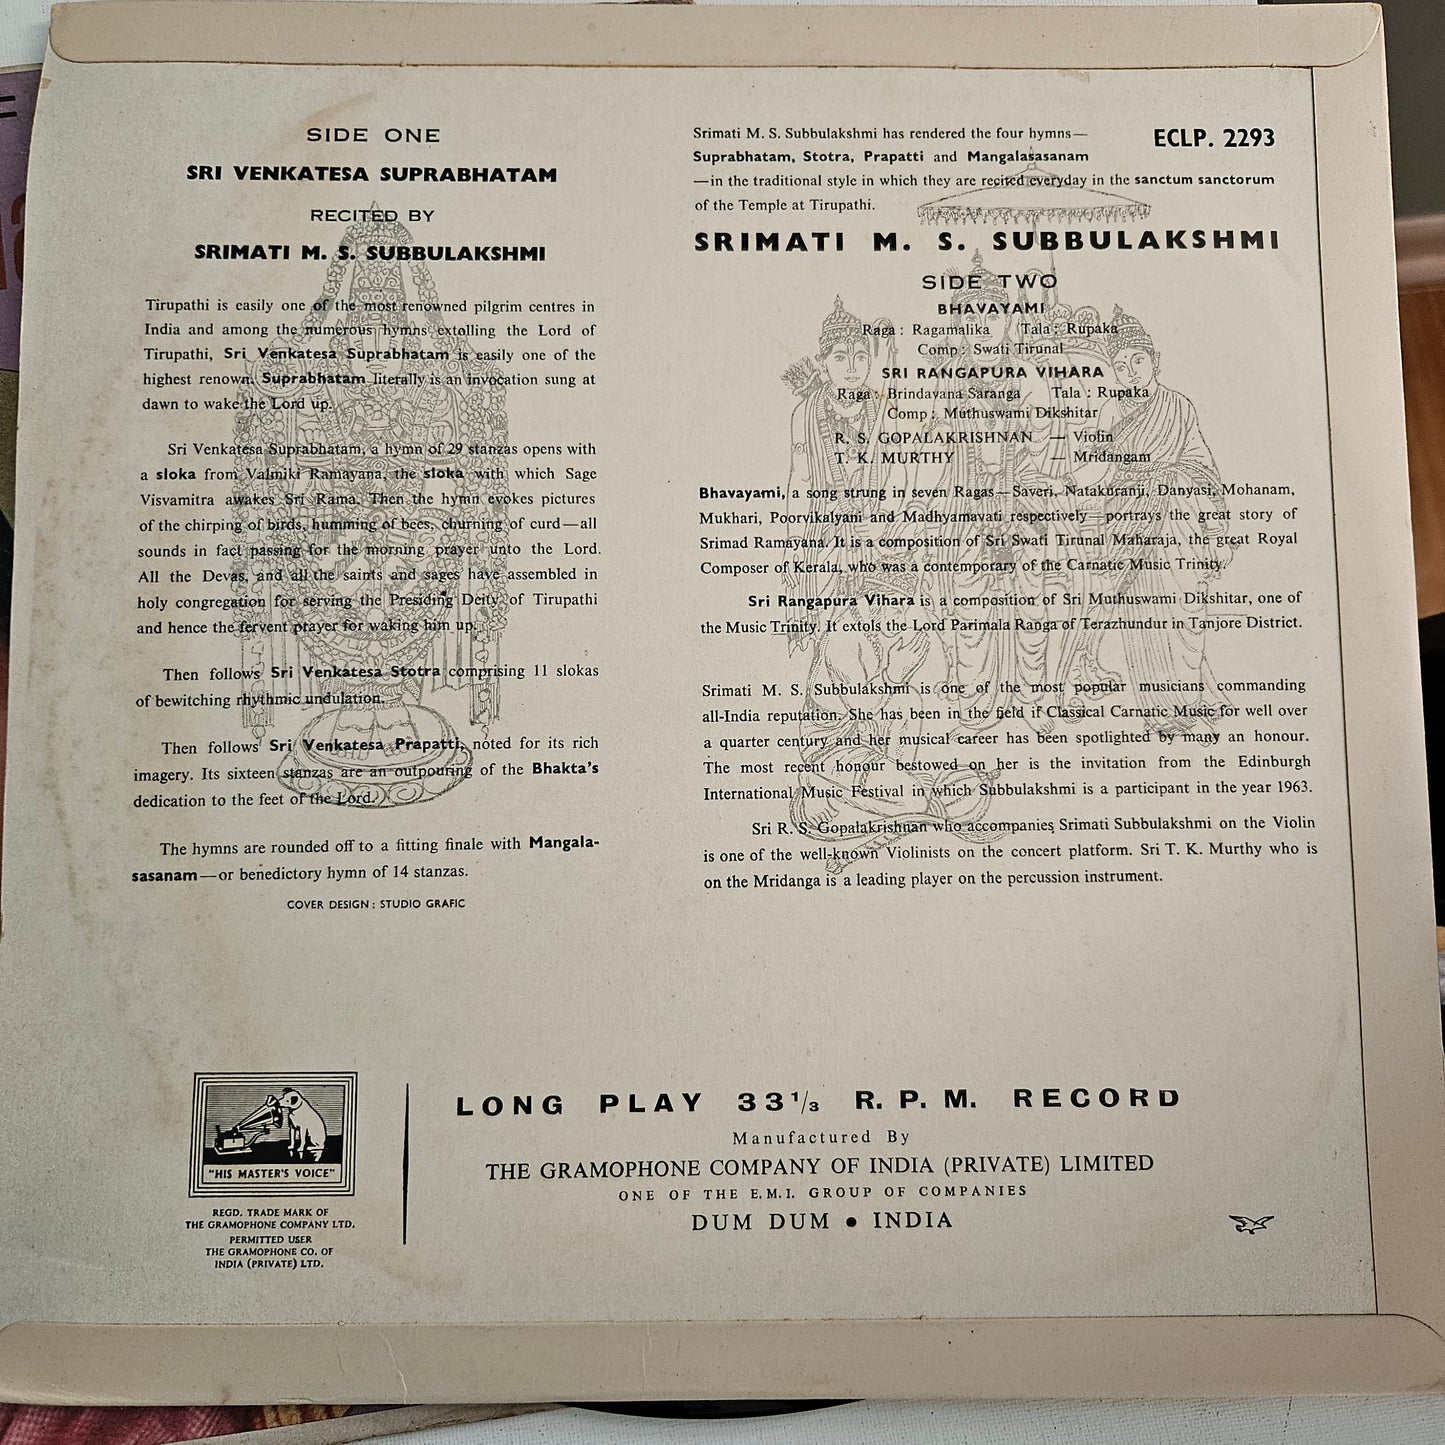 SIDE ONE
SRI VENKATESA SUPRABHATAM
RECITED BY
SRIMATI M. S. SUBBULAKSHMI
Tirupathi is easily one of the most renowned pilgrim centres in
India and among the numerous hymns extolling the Lord of
Tirupathi, Sri Venkatesa Suprabhatam is easily one of the
highest renown. Suprabhatam literally is an invocation sung at
dawn to wake the Lord up.
Sri Venkatesa Suprabhatam, a hymn of 29 stanzas opens with
a sloka from Valmiki Ramayana, the sloka with which Sage
Visvamitra awakes Sri Rama. Then the hymn evokes pictures
of the chirping of birds, humming of bees, churning of curd—all
sounds in fact passing for the morning prayer unto the Lord.
All the Devas, and all the saints and sages have assembled in
holy congregation for serving the Presiding Deity of Tirupathi
and hence the fervent prayer for waking him up.
Then follows Sri Venkatesa Stotra comprising 11 slokas
of bewitching rhythmic undulation.
Then follows Sri Venkatesa Prapatti, noted for its rich
imagery. Its sixteen stanzas are an outpouring of the Bhakta's
dedication to the feet of the Lord.
The hymns are rounded off to a fitting finale with Mangala-
sasanam—or benedictory hymn of 14 stanzas.
COVER DESIGN : STUDIO GRAFIC
Srimati M. S. Subbulakshmi has rendered the four hymns—
Suprabhatam, Stotra, Prapatti and Mangalasasanam
—in the traditional style in which they are recited everyday in the sanctum sanctorum
of the Temple at Tirupathi.
ECLP. 2293
SRIMATI M. S. SUBBULAKSHMI
SIDE TWO
BHAVAYAMI
Raga : Ragamalika Tala : Rupaka
Comp : Swati Tirunal
SRI RANGAPURA VIHARA
Raga : Brindavana Saranga Tala : Rupaka
Comp : Muthuswami Dikshitar
R. S. GOPALAKRISHNAN — Violin
T. K. MURTHY — Mridangam
Bhavayami, a song strung in seven Ragas—Saveri, Natakuranji, Danyasi, Mohanam,
Mukhari, Poorvikalyani and Madhyamavati respectively—portrays the great story of
Srimad Ramayana. It is a composition of Sri Swati Tirunal Maharaja, the great Royal
Composer of Kerala, who was a contemporary of the Carnatic Music Trinity.
Sri Rangapura Vihara is a composition of Sri Muthuswami Dikshitar, one of
the Music Trinity. It extols the Lord Parimala Ranga of Terazhundur in Tanjore District.
Srimati M. S. Subbulakshmi is one of the most popular musicians commanding
all-India reputation. She has been in the field if Classical Carnatic Music for well over
a quarter century and her musical career has been spotlighted by many an honour.
The most recent honour bestowed on her is the invitation from the Edinburgh
International Music Festival in which Subbulakshmi is a participant in the year 1963.
Sri R. S. Gopalakrishnan who accompanies Srimati Subbulakshmi on the Violin
is one of the well-known Violinists on the concert platform. Sri T. K. Murthy who is
on the Mridanga is a leading player on the percussion instrument.
"HIS MASTER'S VOICE"
REGD. TRADE MARK OF
THE GRAMOPHONE COMPANY LTD.
PERMITTED USER
THE GRAMOPHONE CO. OF
INDIA (PRIVATE) LTD.
LONG PLAY 33 1/3 R. P. M. RECORD
Manufactured By
THE GRAMOPHONE COMPANY OF INDIA (PRIVATE) LIMITED
ONE OF THE E.M.I. GROUP OF COMPANIES
DUM DUM ● INDIA